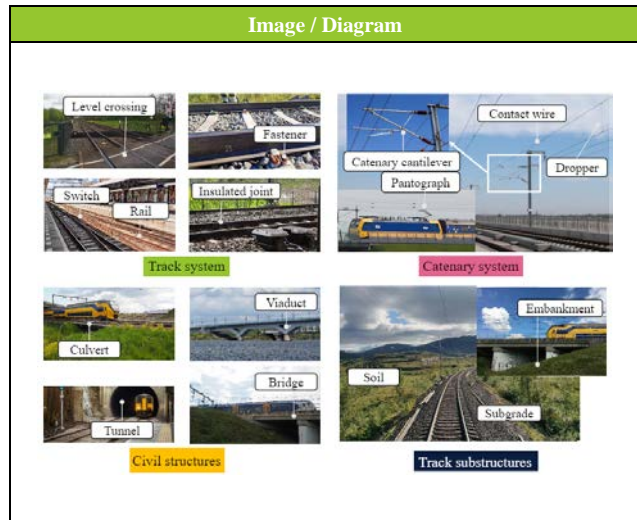 Image / Diagram
Level crossing
Fastener
Switch
Rail
Insulated joint
Track system
Contact wire
Catenary cantilever
Dropper
Pantograph
Catenary system
Viaduct
Culvert
Bridge
Tunnel
Civil structures
Embankment
Soil
Subgrade
Track substructures